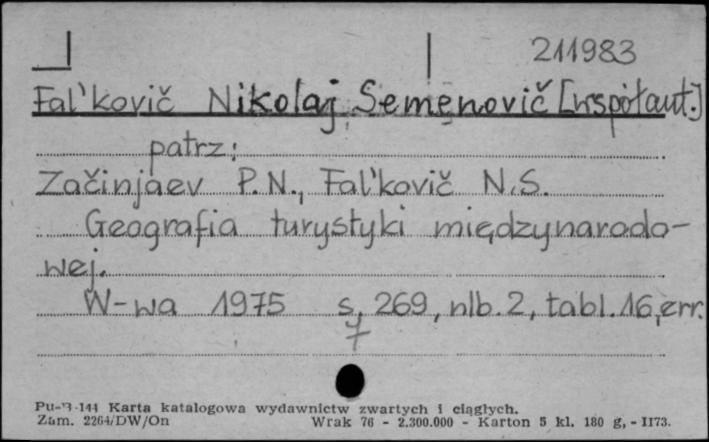 211983
Fal'kovič Nikolaj Semenovič [współaut.]
patrz:
Začinjaev P.N., Fal'kovič N.S.
Geografia turystyki międzynarodo-
wej.
W-wa 1975 s. 269, nlb. 2, tabl. 16, err.
7
Pu-B-144 Karta katalogowa wydawnictw zwartych i ciągłych.
Zam. 2264/DW/On Wrak 76 - 2.300.000 - Karton 5 kl. 180 g, - II73.